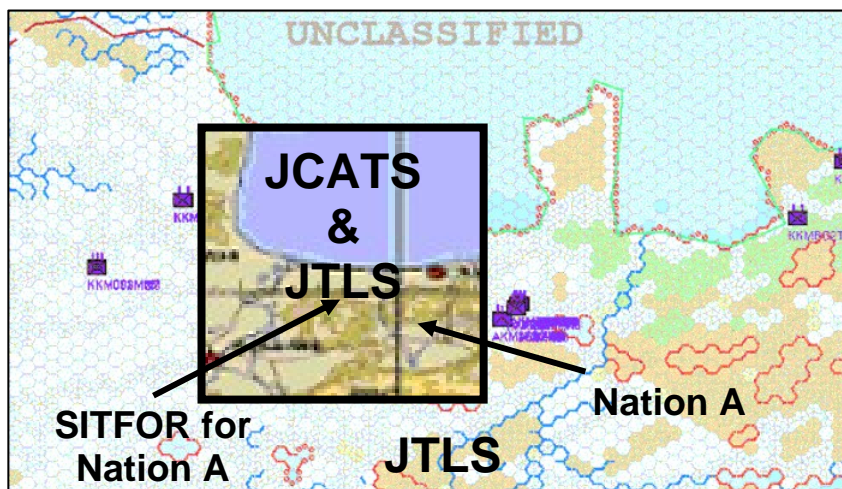 UNCLASSIFIED
JCATS
&
JTLS
SITFOR for
Nation A
Nation A
JTLS